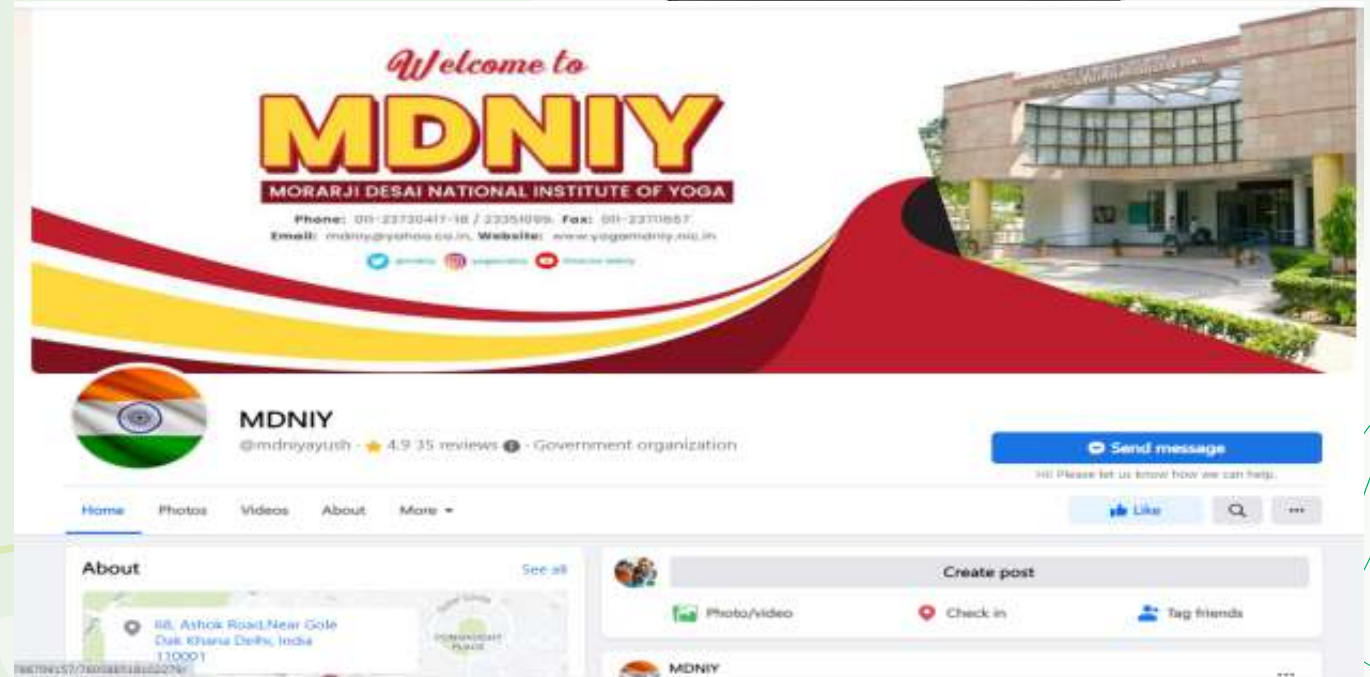 Welcome to
MDNIY
MORARJI DESAI NATIONAL INSTITUTE OF YOGA
Phone: 011-23730417-18 / 23351099, Fax: 011-23711657
Email: mdniy@yahoo.co.in, Website: www.yogamdniy.nic.in
MDNIY
@mdniyayush · 4.9 35 reviews · Government organization
Send message
Hi! Please let us know how we can help.
Home Photos Videos About More
Like
About
See all
68, Ashok Road,Near Gole
Dak Khana Delhi, India
110001
Create post
Photo/video Check in Tag friends
MDNIY